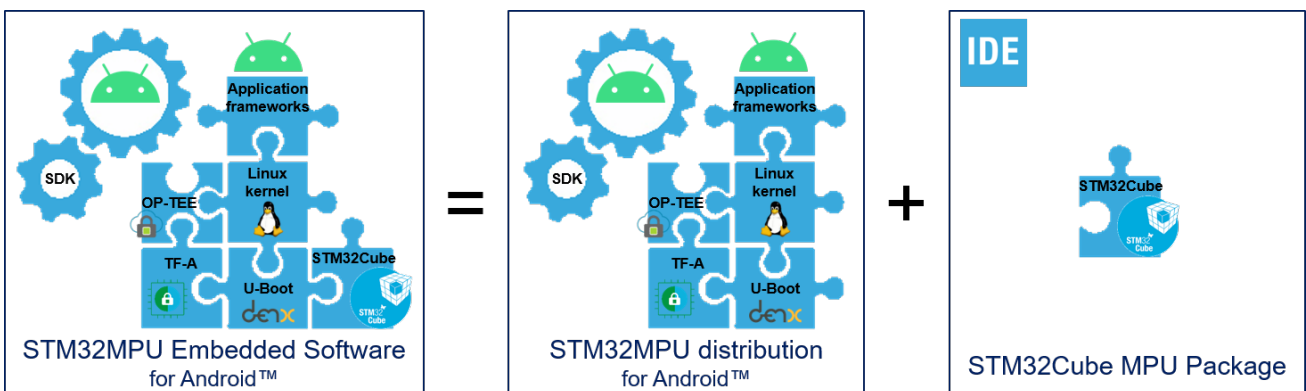 Application
frameworks
SDK
Linux
kernel
OP-TEE
TF-A
U-Boot
denx
STM32Cube
STM32
Cube
STM32MPU Embedded Software
for Android™
=
Application
frameworks
SDK
Linux
kernel
OP-TEE
TF-A
U-Boot
denx
STM32MPU distribution
for Android™
+
IDE
STM32Cube
STM32
Cube
STM32Cube MPU Package